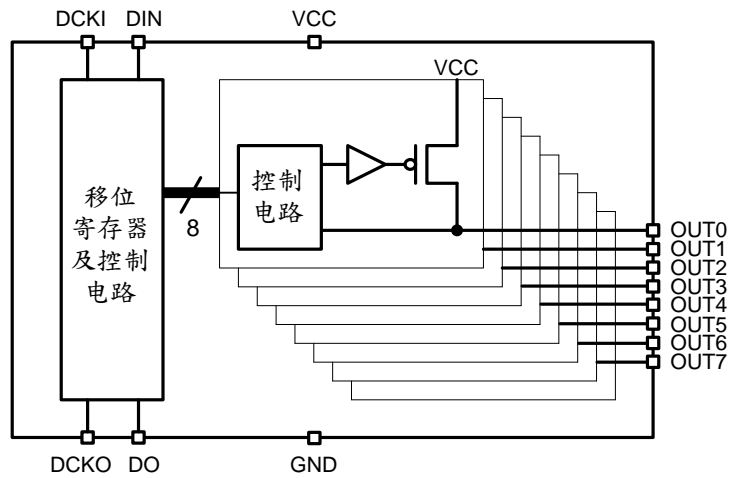 DCKI DIN VCC
VCC
移位
寄存器
及控制
电路
8
控制
电路
OUT0
OUT1
OUT2
OUT3
OUT4
OUT5
OUT6
OUT7
DCKO DO GND